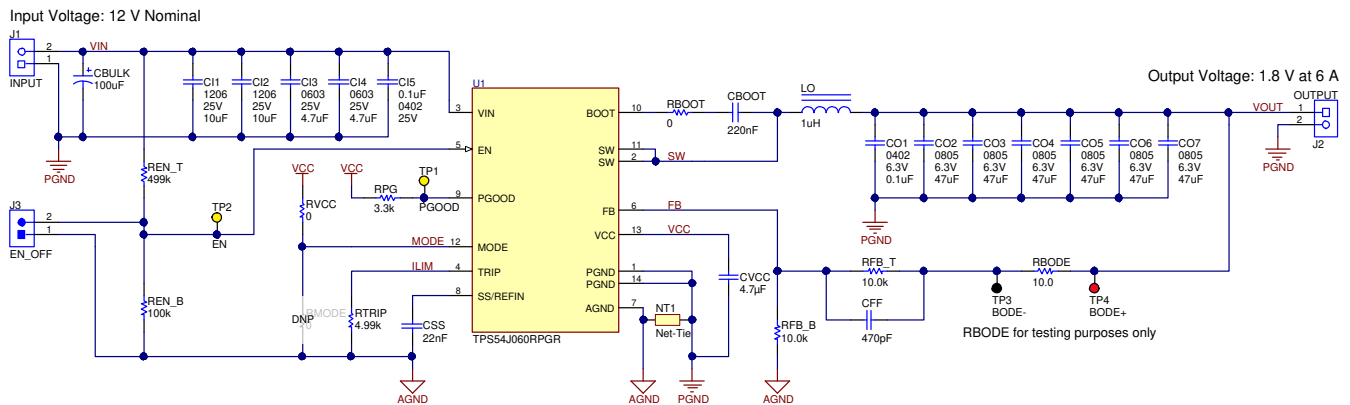 Input Voltage: 12 V Nominal
J1
2
1
INPUT
VIN
CBULK
100uF
+
CI1
1206
25V
10uF
CI2
1206
25V
10uF
CI3
0603
25V
4.7uF
CI4
0603
25V
4.7uF
CI5
0.1uF
0402
25V
PGND
REN_T
499k
J3
2
1
EN_OFF
TP2
EN
REN_B
100k
VCC
RVCC
0
VCC
RPG
3.3k
TP1
PGOOD
MODE
ILIM
DNP
RMODE
0
RTRIP
4.99k
CSS
22nF
AGND
U1
3
VIN
5
EN
9
PGOOD
12
MODE
4
TRIP
8
SS/REFIN
BOOT
10
SW
11
SW
2
FB
6
VCC
13
PGND
1
PGND
14
AGND
7
TPS54J060RPGR
RBOOT
0
CBOOT
220nF
SW
LO
1uH
FB
VCC
CVCC
4.7µF
NT1
Net-Tie
AGND
PGND
RFB_B
10.0k
AGND
CO1
0402
6.3V
0.1uF
CO2
0805
6.3V
47uF
CO3
0805
6.3V
47uF
CO4
0805
6.3V
47uF
CO5
0805
6.3V
47uF
CO6
0805
6.3V
47uF
CO7
0805
6.3V
47uF
PGND
Output Voltage: 1.8 V at 6 A
OUTPUT
VOUT
1
2
J2
PGND
RFB_T
10.0k
CFF
470pF
RBODE
10.0
TP3
BODE-
TP4
BODE+
RBODE for testing purposes only